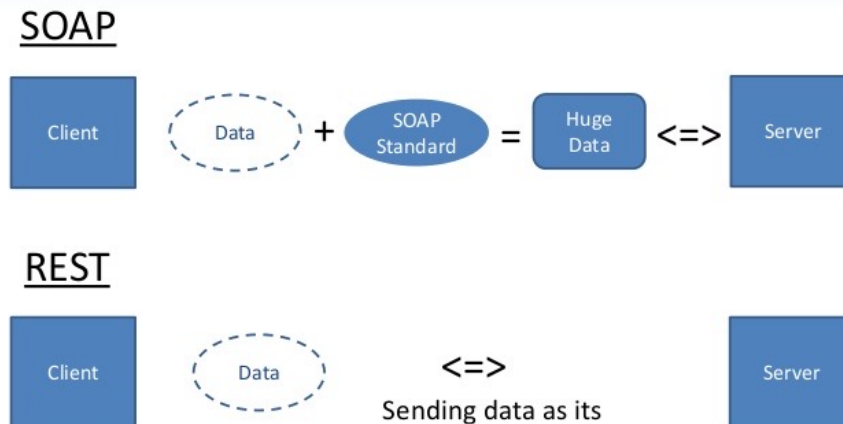 SOAP
Client
Data
+
SOAP
Standard
=
Huge
Data
<=>
Server
REST
Client
Data
<=>
Sending data as its
Server